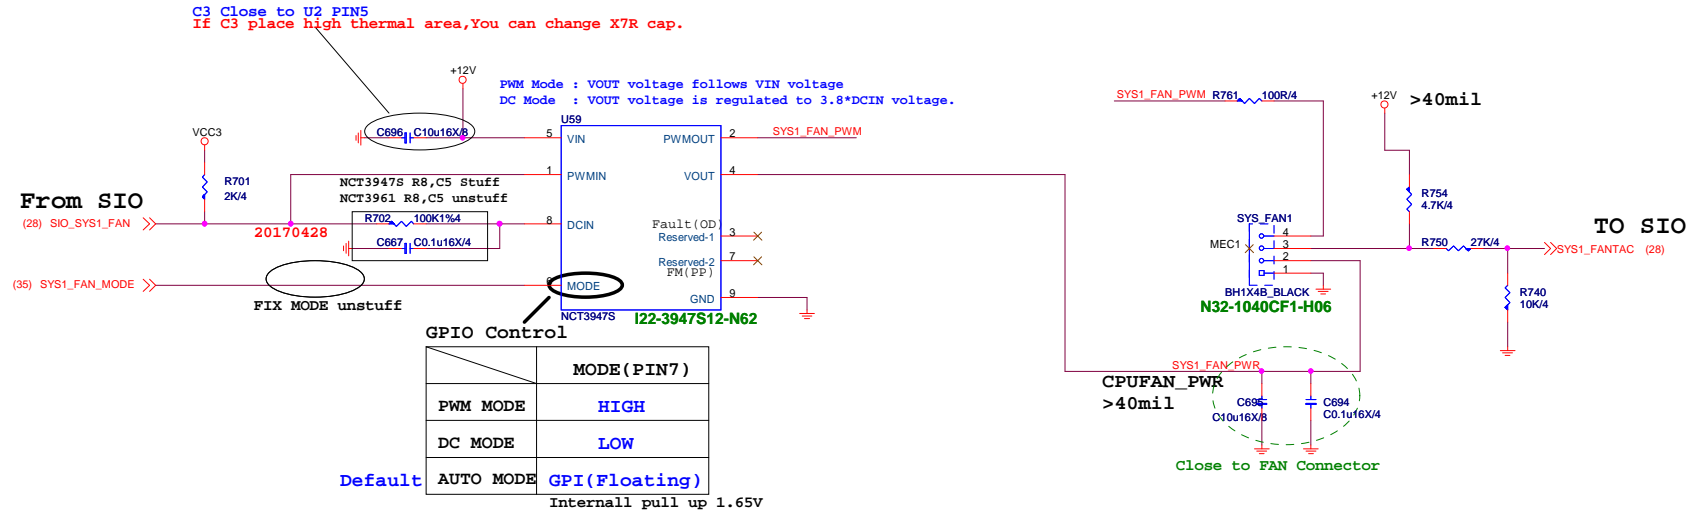 C3 Close to U2 PIN5
If C3 place high thermal area,You can change X7R cap.
+12V
PWM Mode : VOUT voltage follows VIN voltage
DC Mode : VOUT voltage is regulated to 3.8*DCIN voltage.
SYS1_FAN_PWM
R761
100R/4
+12V
>40mil
VCC3
C696
C10u16X/8
U59
5
VIN
PWMOUT
2
SYS1_FAN_PWM
1
PWMIN
VOUT
4
R701
2K/4
NCT3947S R8,C5 Stuff
NCT3961 R8,C5 unstuff
From SIO
(28) SIO_SYS1_FAN
20170428
R702
100K1%4
8
DCIN
Fault(OD)
Reserved-1
3
C667
C0.1u16X/4
Reserved-2
7
FM(PP)
(35) SYS1_FAN_MODE
MODE
FIX MODE unstuff
GND
9
NCT3947S
I22-3947S12-N62
GPIO Control
R754
4.7K/4
SYS_FAN1
4
MEC1
3
2
1
BH1X4B_BLACK
N32-1040CF1-H06
R750
27K/4
TO SIO
SYS1_FANTAC (28)
R740
10K/4
MODE(PIN7)
PWM MODE
HIGH
DC MODE
LOW
Default
AUTO MODE
GPI(Floating)
Internall pull up 1.65V
SYS1_FAN_PWR
CPUFAN_PWR
>40mil
C695
C10u16X/8
C694
C0.1u16X/4
Close to FAN Connector